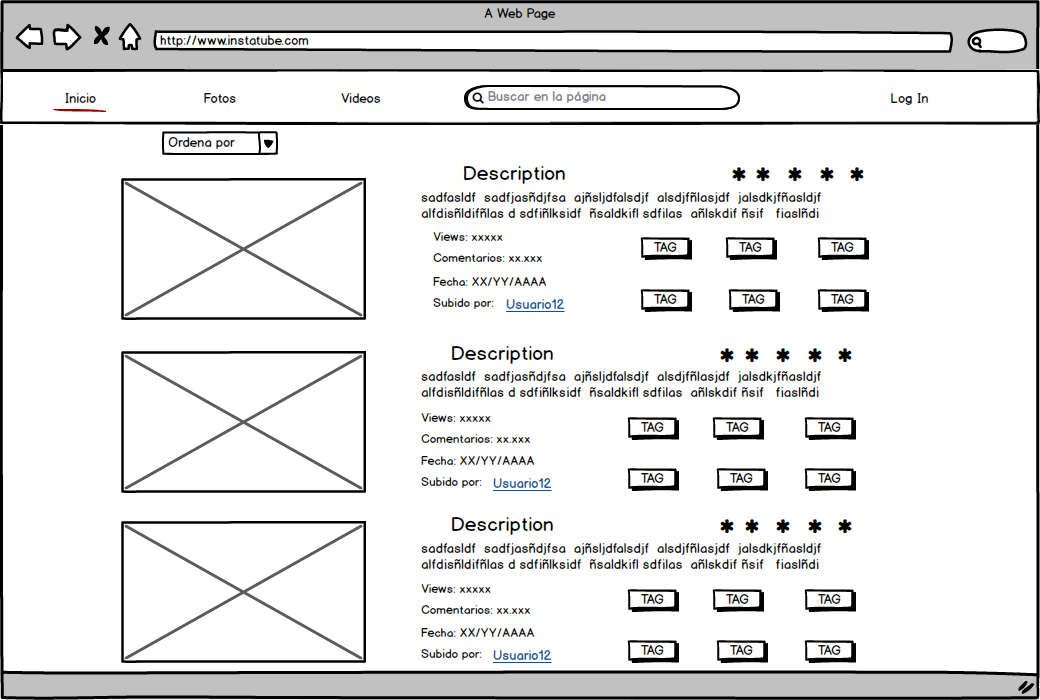 A Web Page
http://www.instatube.com
Inicio Fotos Videos Buscar en la página Log In
Ordena por
Description
sadfasldf sadfjasñdjfsa ajñsljdfalsdjf alsdjfñlasjdf jalsdkjfñasldjf
alfdisñldifñlas d sdfiñlksidf ñsaldkifl sdfilas añlskdif ñsif fiaslñdi
Views: xxxxx
TAG TAG TAG
Comentarios: xx.xxx
Fecha: XX/YY/AAAA
Subido por: Usuario12
TAG TAG TAG
Description
sadfasldf sadfjasñdjfsa ajñsljdfalsdjf alsdjfñlasjdf jalsdkjfñasldjf
alfdisñldifñlas d sdfiñlksidf ñsaldkifl sdfilas añlskdif ñsif fiaslñdi
Views: xxxxx
TAG TAG TAG
Comentarios: xx.xxx
Fecha: XX/YY/AAAA
Subido por: Usuario12
TAG TAG TAG
Description
sadfasldf sadfjasñdjfsa ajñsljdfalsdjf alsdjfñlasjdf jalsdkjfñasldjf
alfdisñldifñlas d sdfiñlksidf ñsaldkifl sdfilas añlskdif ñsif fiaslñdi
Views: xxxxx
TAG TAG TAG
Comentarios: xx.xxx
Fecha: XX/YY/AAAA
Subido por: Usuario12
TAG TAG TAG